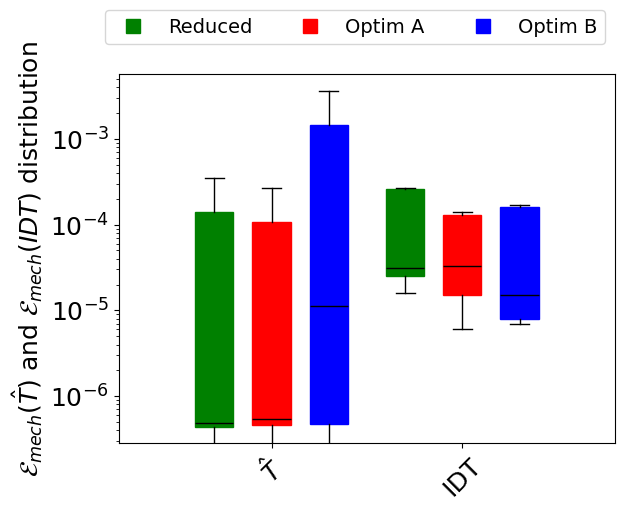 Reduced Optim A Optim B
$\mathcal{E}_{mech}(\hat{T})$ and $\mathcal{E}_{mech}(IDT)$ distribution
$10^{-3}$
$10^{-4}$
$10^{-5}$
$10^{-6}$
$\hat{T}$ IDT